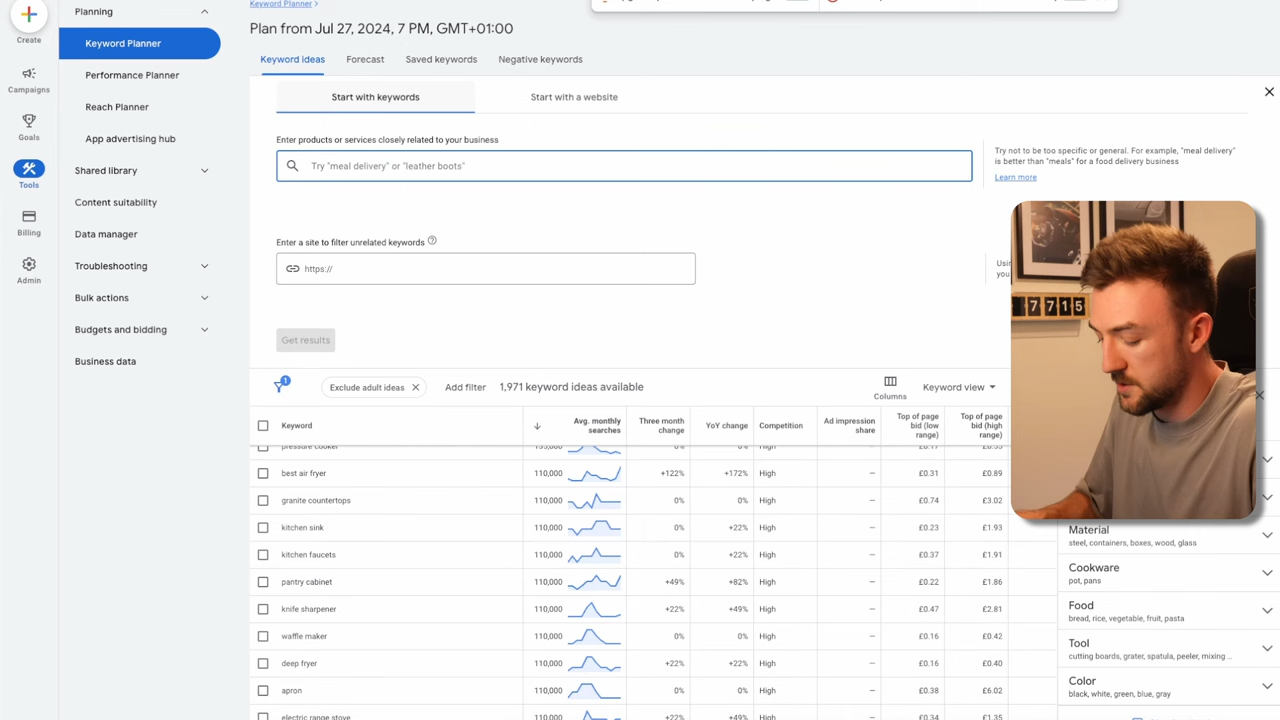 Planning
Keyword Planner
Plan from Jul 27, 2024, 7 PM, GMT+01:00
Create
Keyword Planner
Keyword ideas
Forecast
Saved keywords
Negative keywords
Campaigns
Performance Planner
Reach Planner
Start with keywords
Start with a website
Goals
App advertising hub
Enter products or services closely related to your business
Try "meal delivery" or "leather boots"
Try not to be too specific or general. For example, "meal delivery"
is better than "meals" for a food delivery business
Learn more
Tools
Shared library
Content suitability
Billing
Data manager
Enter a site to filter unrelated keywords
https://
Admin
Troubleshooting
Bulk actions
Budgets and bidding
Business data
7715
Get results
1
Exclude adult ideas
Add filter
1,971 keyword ideas available
Columns
Keyword view
Keyword
Avg. monthly searches
Three month change
YoY change
Competition
Ad impression share
Top of page bid (low range)
Top of page bid (high range)
pressure cooker
best air fryer 110,000 +122% +172% High – £0.31 £0.89
granite countertops 110,000 0% 0% High – £0.74 £3.02
kitchen sink 110,000 0% +22% High – £0.23 £1.93
kitchen faucets 110,000 0% +22% High – £0.37 £1.91
pantry cabinet 110,000 +49% +82% High – £0.22 £1.86
knife sharpener 110,000 +22% +49% High – £0.47 £2.81
waffle maker 110,000 0% 0% High – £0.16 £0.42
deep fryer 110,000 +22% +22% High – £0.16 £0.40
apron 110,000 0% 0% High – £0.38 £6.02
electric range stove 110,000 +22% +49% High – £0.34 £1.35
Material
steel, containers, boxes, wood, glass
Cookware
pot, pans
Food
bread, rice, vegetable, fruit, pasta
Tool
cutting boards, grater, spatula, peeler, mixing ...
Color
black, white, green, blue, gray